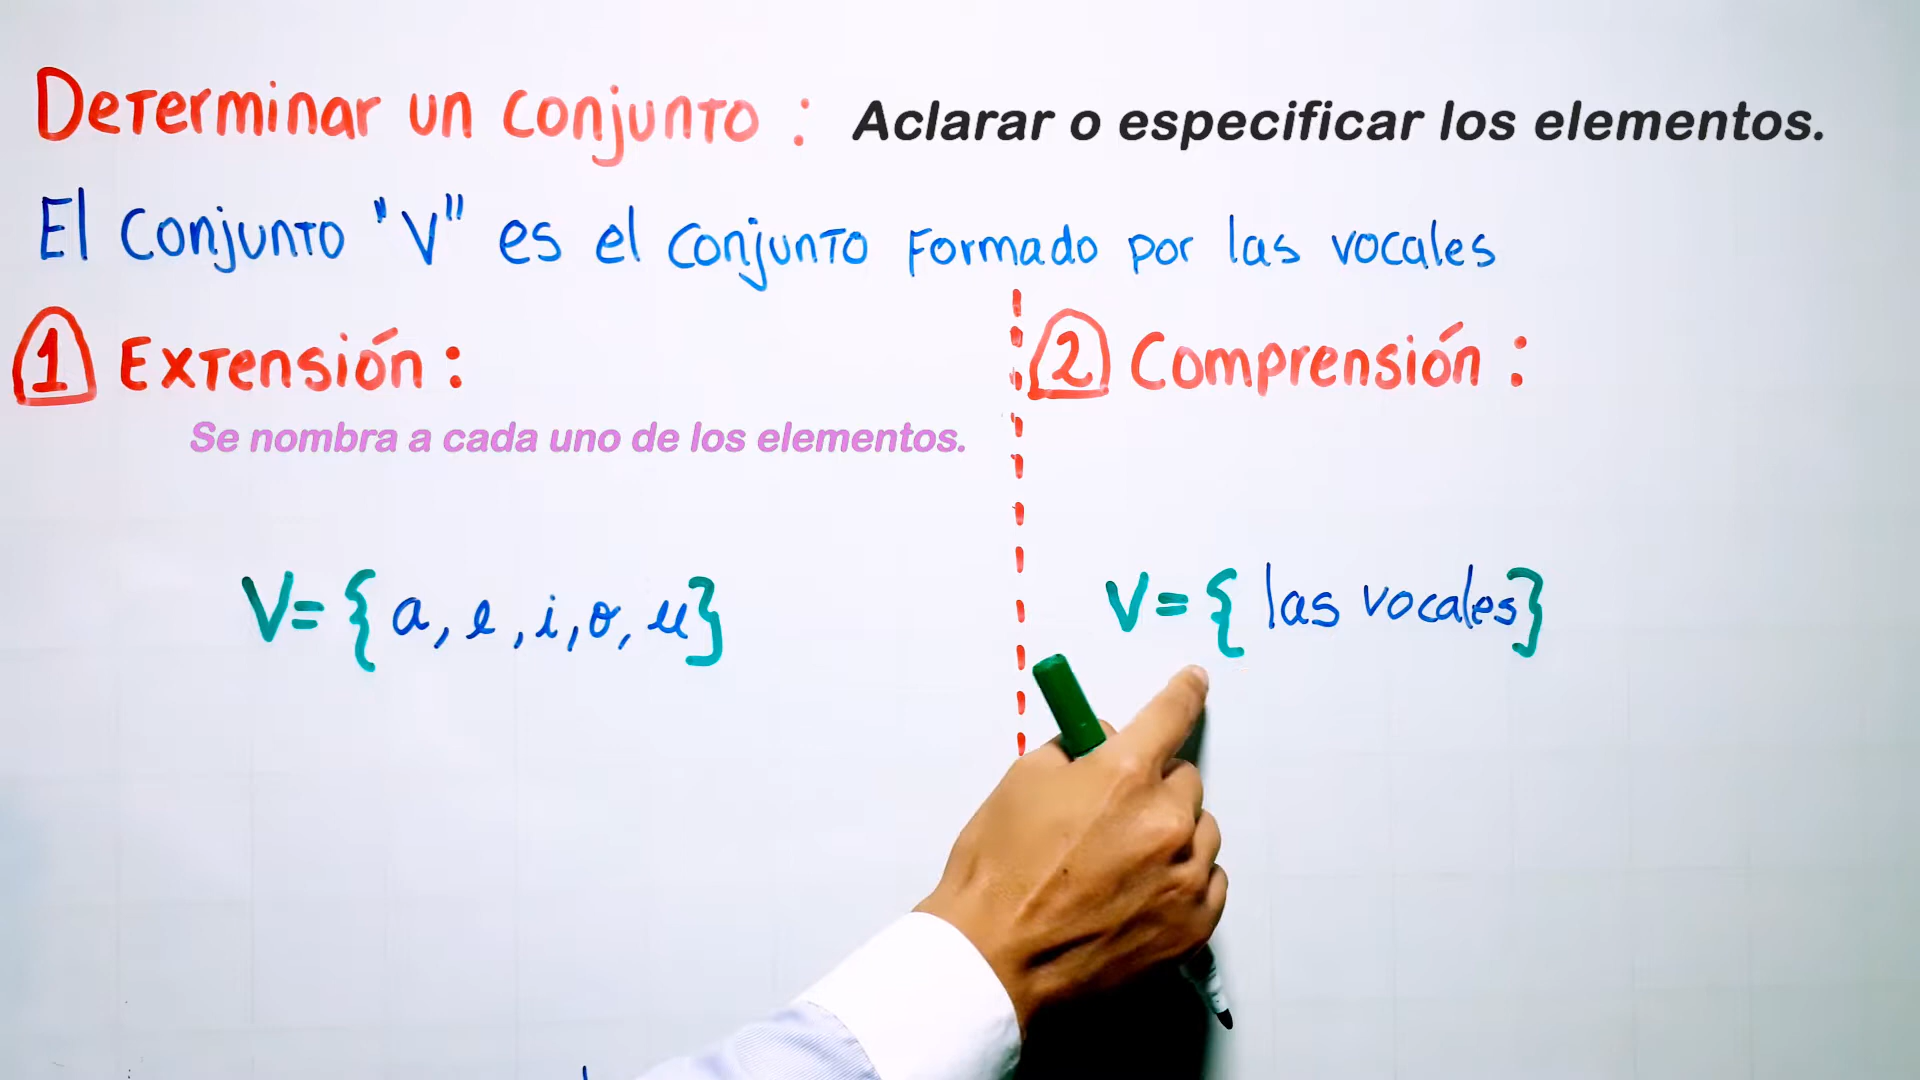 Determinar un conjunto : Aclarar o especificar los elementos.
El conjunto "V" es el conjunto formado por las vocales
1 Extensión :
Se nombra a cada uno de los elementos.
V= { a, e, i, o, u}
2 Comprensión :
V= { las vocales}